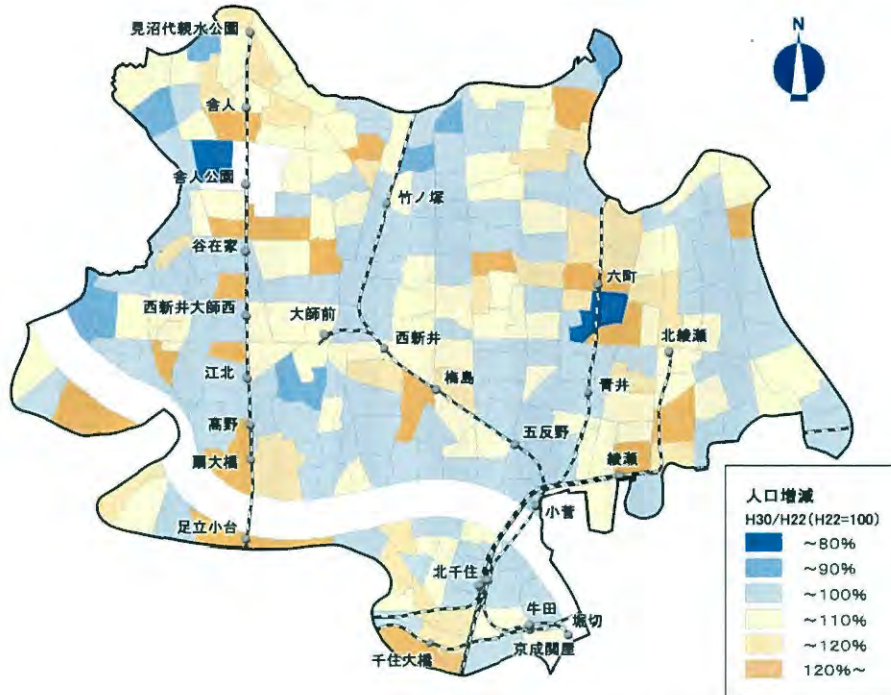 見沼代親水公園
N
舎人
舎人公園
竹ノ塚
谷在家
六町
西新井大師西
大師前
西新井
北綾瀬
江北
梅島
青井
高野
五反野
扇大橋
綾瀬
足立小台
小菅
北千住
牛田
堀切
千住大橋
京成関屋
人口増減
H30/H22(H22=100)
~80%
~90%
~100%
~110%
~120%
120%~